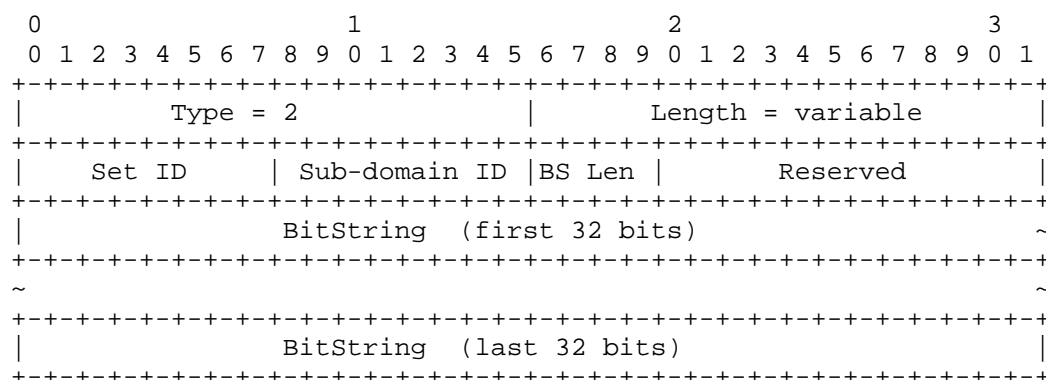 0                   1                   2                   3
 0 1 2 3 4 5 6 7 8 9 0 1 2 3 4 5 6 7 8 9 0 1 2 3 4 5 6 7 8 9 0 1
+-+-+-+-+-+-+-+-+-+-+-+-+-+-+-+-+-+-+-+-+-+-+-+-+-+-+-+-+-+-+-+-+
|         Type = 2              |       Length = variable       |
+-+-+-+-+-+-+-+-+-+-+-+-+-+-+-+-+-+-+-+-+-+-+-+-+-+-+-+-+-+-+-+-+
|    Set ID     | Sub-domain ID |BS Len |       Reserved        |
+-+-+-+-+-+-+-+-+-+-+-+-+-+-+-+-+-+-+-+-+-+-+-+-+-+-+-+-+-+-+-+-+
|                BitString  (first 32 bits)                     ~
+-+-+-+-+-+-+-+-+-+-+-+-+-+-+-+-+-+-+-+-+-+-+-+-+-+-+-+-+-+-+-+-+
~                                                               ~
+-+-+-+-+-+-+-+-+-+-+-+-+-+-+-+-+-+-+-+-+-+-+-+-+-+-+-+-+-+-+-+-+
|                BitString  (last 32 bits)                      |
+-+-+-+-+-+-+-+-+-+-+-+-+-+-+-+-+-+-+-+-+-+-+-+-+-+-+-+-+-+-+-+-+